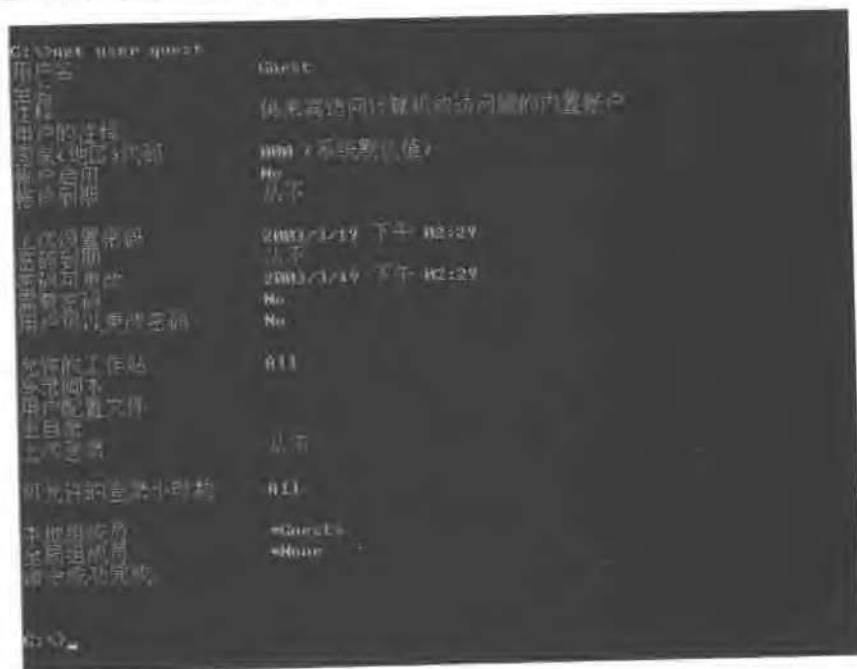 C:\>net user guest
用户名 Guest
注释 供来宾访问计算机或访问域的内置帐户
用户的注释
国家(地区)代码 000 (系统默认值)
帐户启用 No
帐户到期 从不
上次设置密码 2003/3/19 下午 02:29
密码到期 从不
密码可更改 2003/3/19 下午 02:29
需要密码 No
用户可以更改密码 No
允许的工作站 All
登录脚本
用户配置文件
主目录
上次登录 从不
可允许的登录小时数 All
本地组成员 *Guests
全局组成员 *None
命令成功完成。
C:\>_